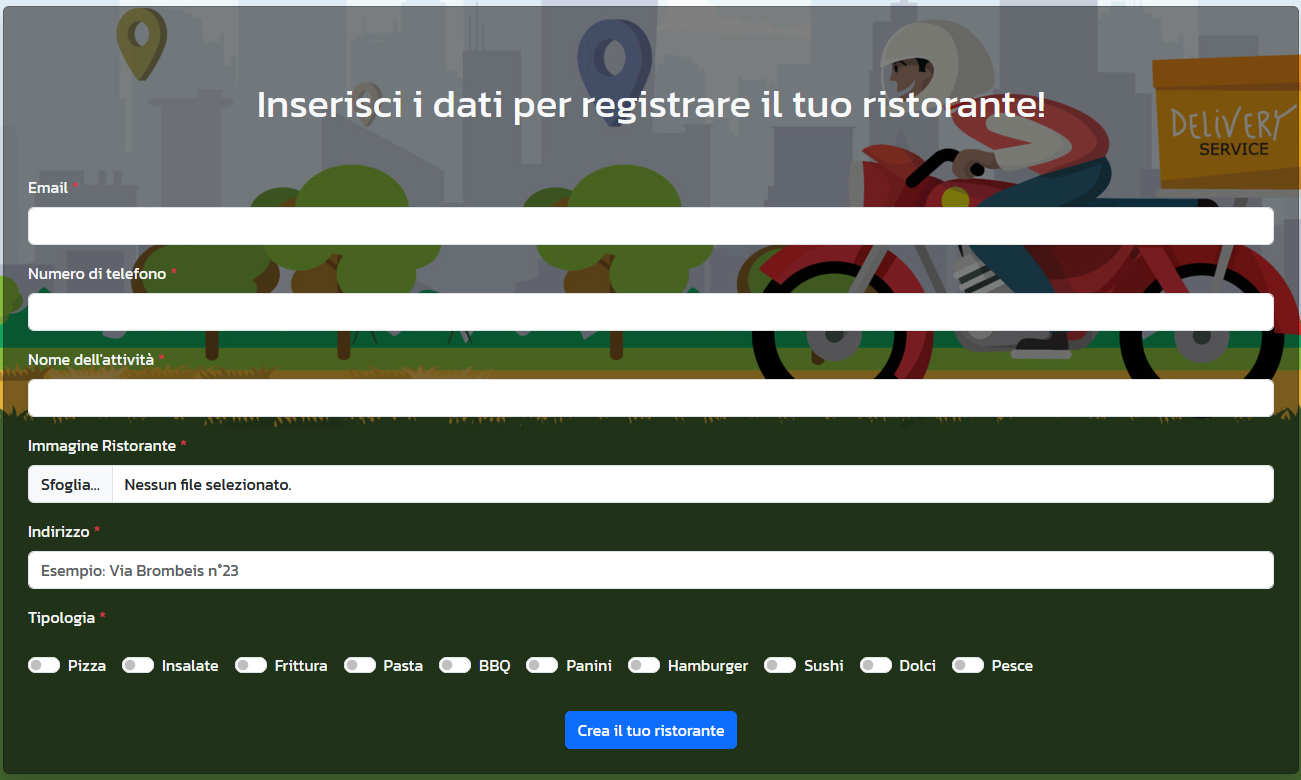 Inserisci i dati per registrare il tuo ristorante!
DELIVERY
SERVICE
Email *
Numero di telefono *
Nome dell'attività *
Immagine Ristorante *
Sfoglia... Nessun file selezionato.
Indirizzo *
Esempio: Via Brombeis n°23
Tipologia *
Pizza Insalate Frittura Pasta BBQ Panini Hamburger Sushi Dolci Pesce
Crea il tuo ristorante